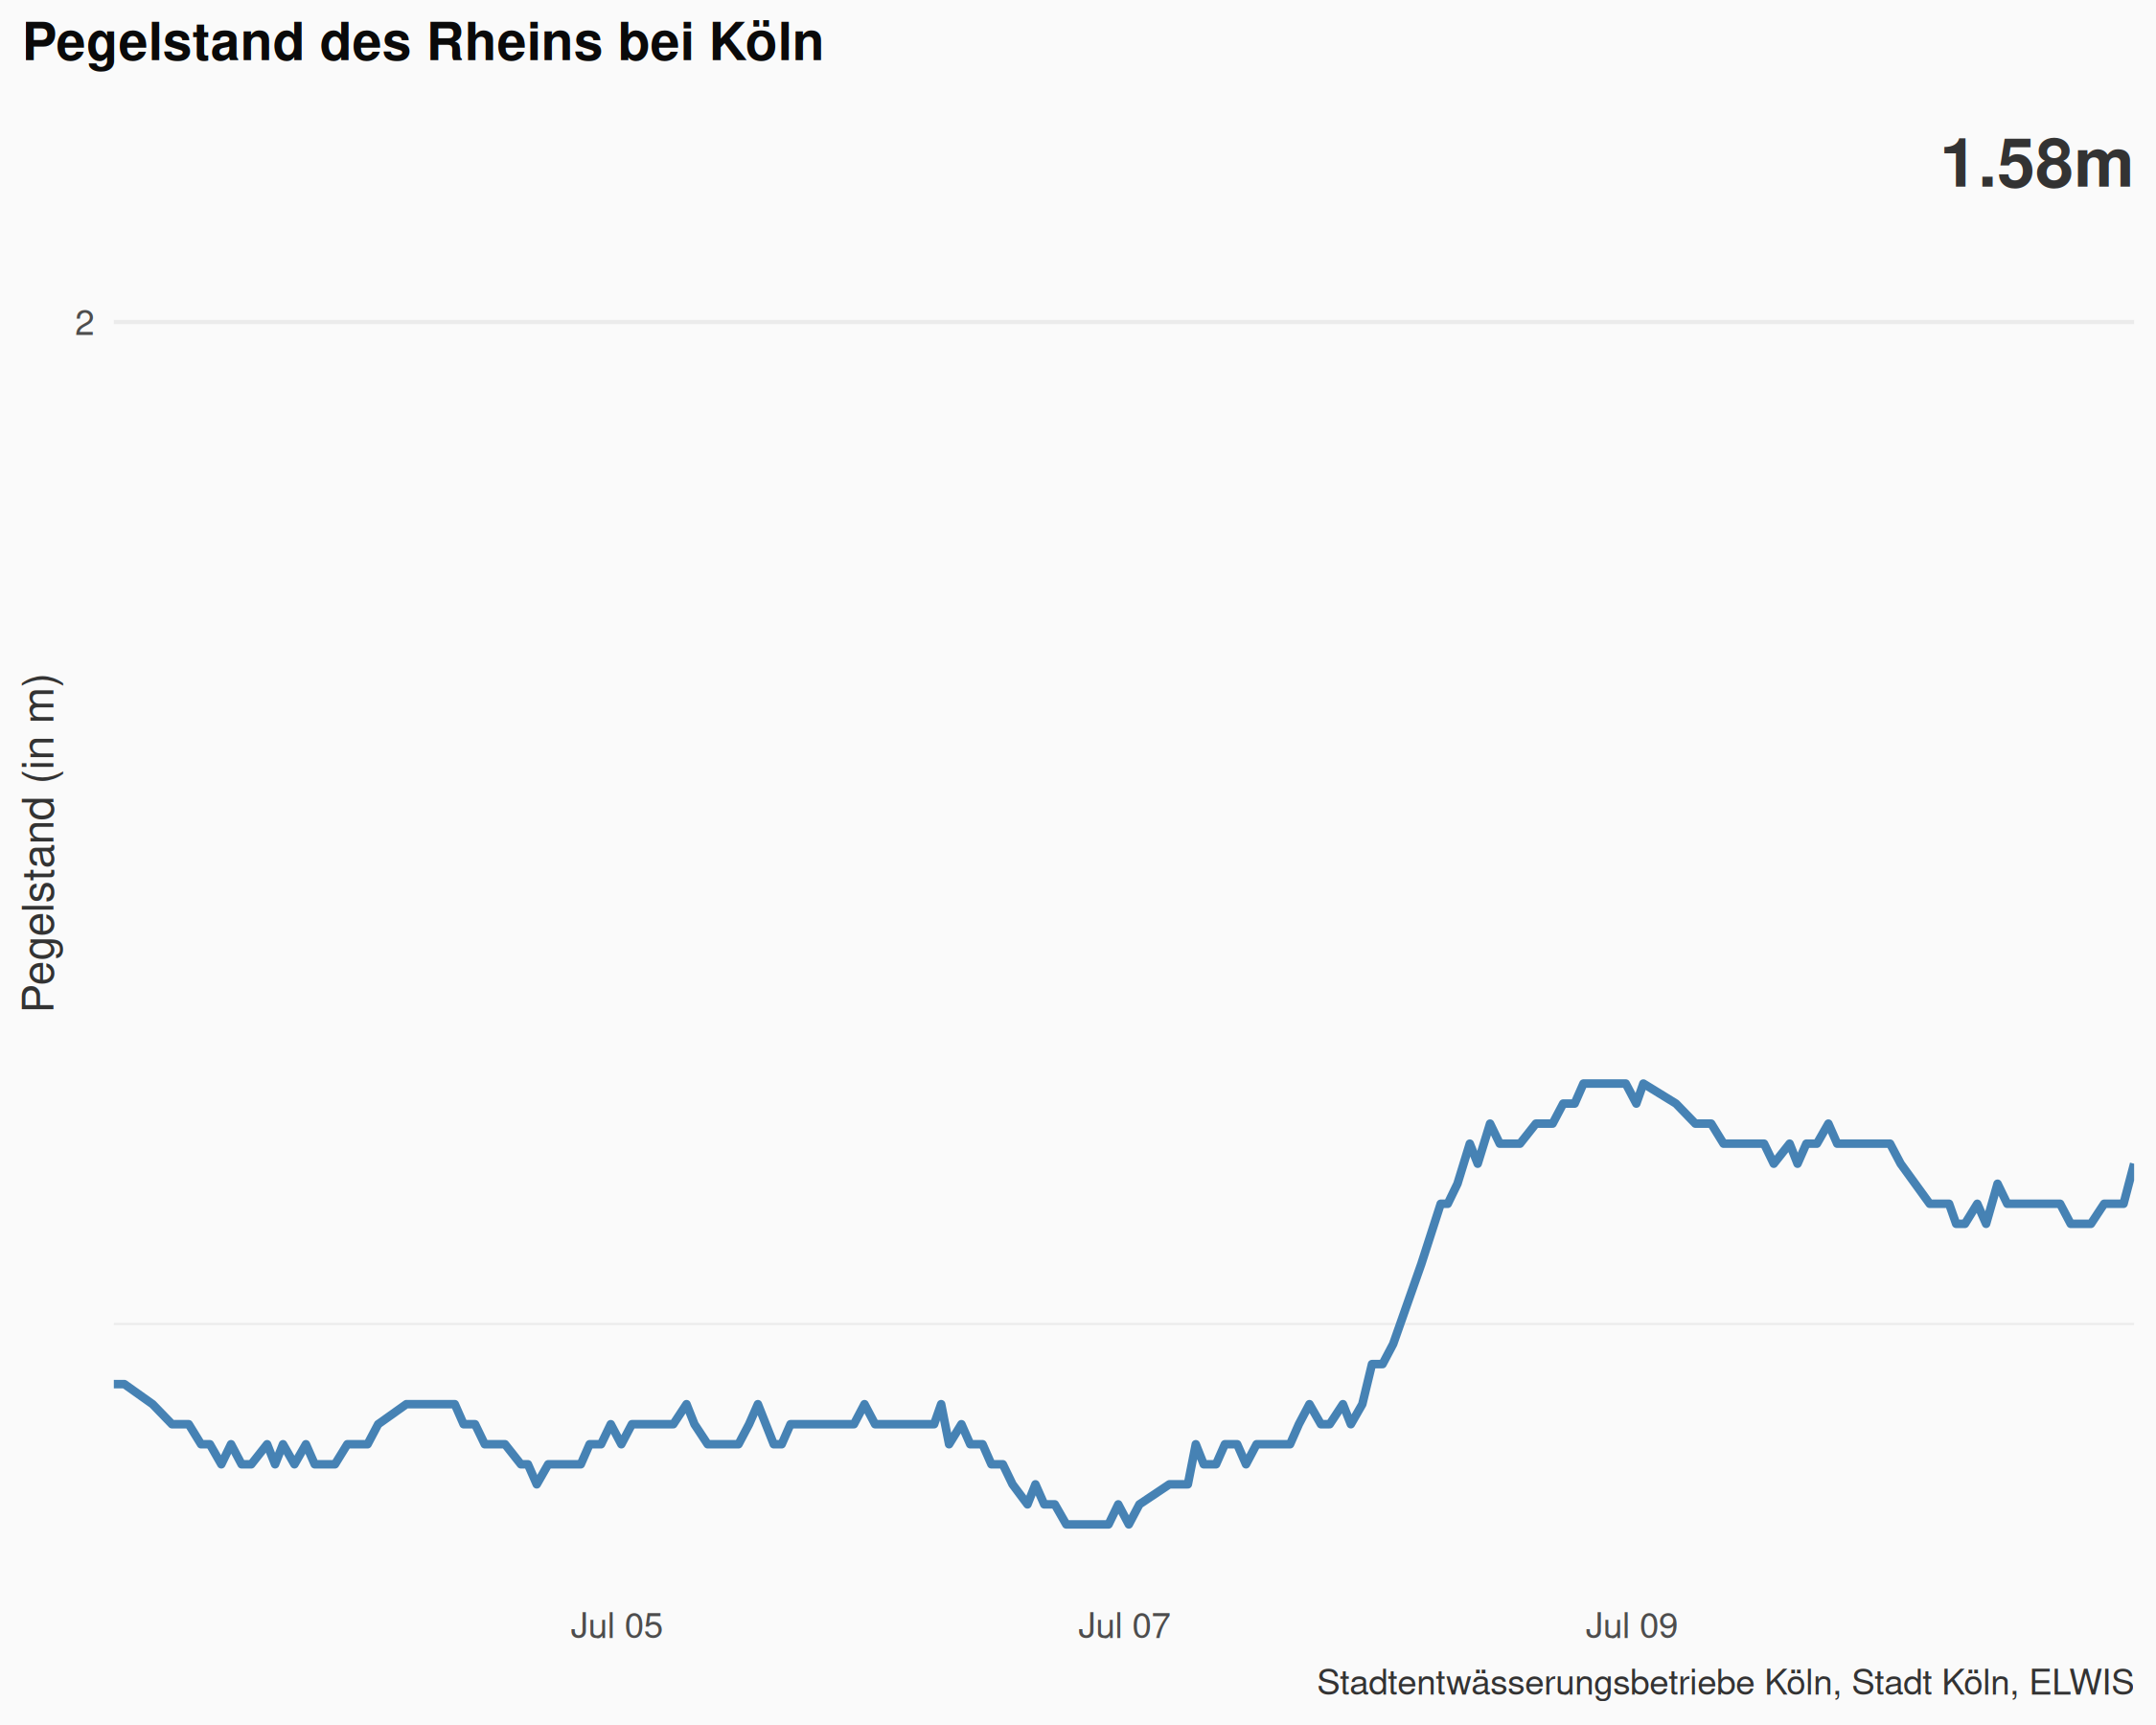 Pegelstand des Rheins bei Köln
1.58m
2
Pegelstand (in m)
Jul 05
Jul 07
Jul 09
Stadtentwässerungsbetriebe Köln, Stadt Köln, ELWIS